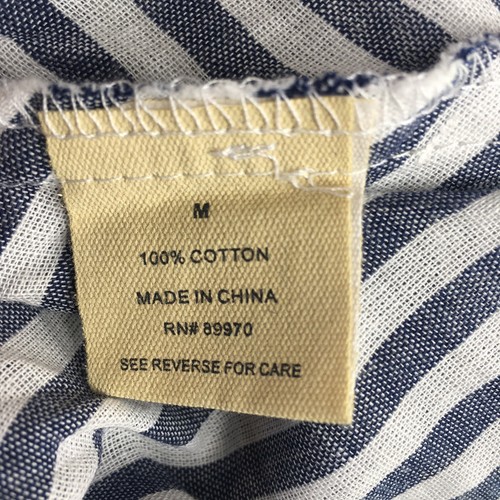 M
100% COTTON
MADE IN CHINA
RN# 89970
SEE REVERSE FOR CARE